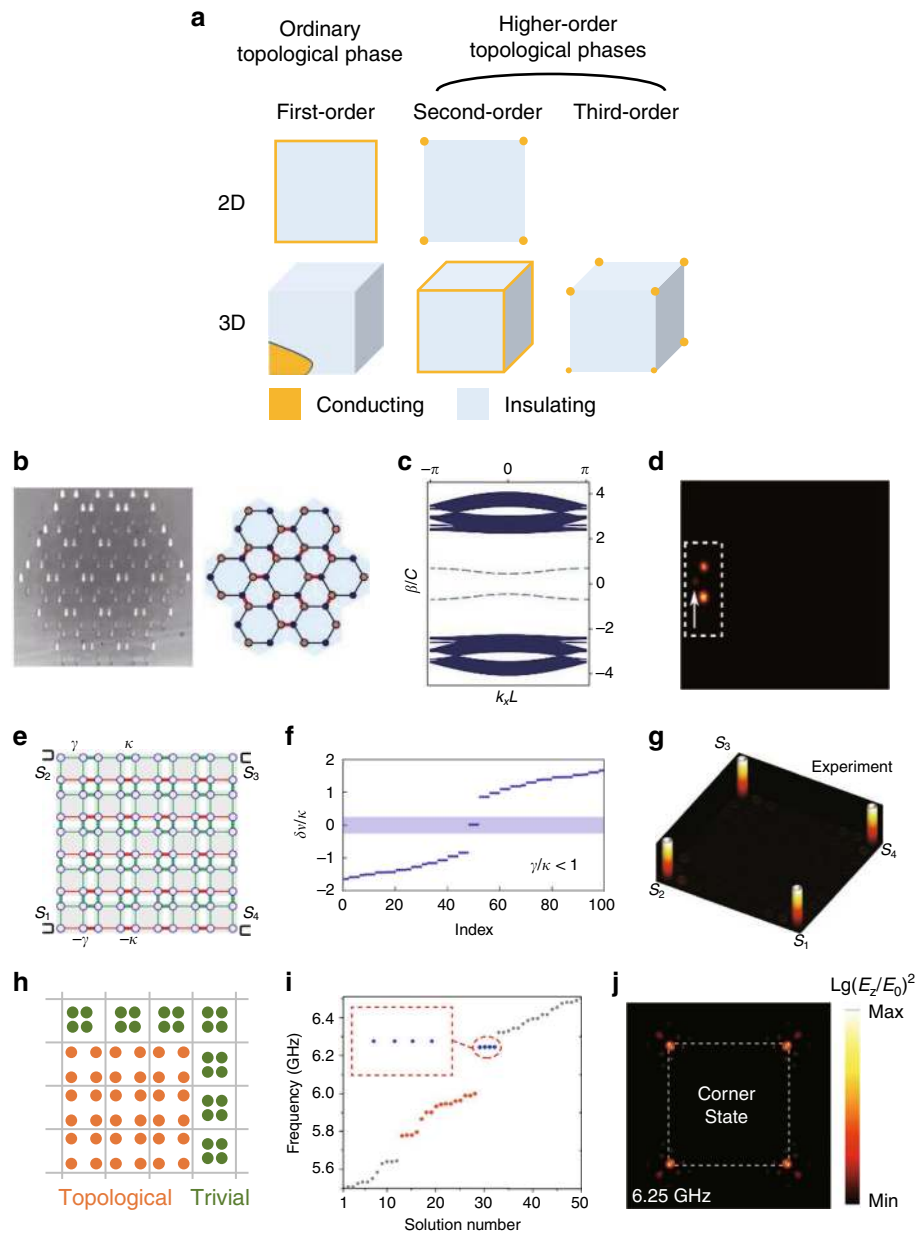 a
Ordinary
topological phase
Higher-order
topological phases
First-order
Second-order
Third-order
2D
3D
Conducting
Insulating
b
c
−π
0
π
4
2
0
−2
−4
β/C
kₓL
d
e
γ
κ
S₂
S₃
S₁
S₄
−γ
−κ
f
2
1
0
−1
−2
δν/κ
γ/κ < 1
0
20
40
60
80
100
Index
g
S₃
Experiment
S₄
S₂
S₁
h
Topological
Trivial
i
6.4
6.2
6.0
5.8
5.6
Frequency (GHz)
1
10
20
30
40
50
Solution number
j
Corner
State
6.25 GHz
Lg(E_z/E₀)²
Max
Min